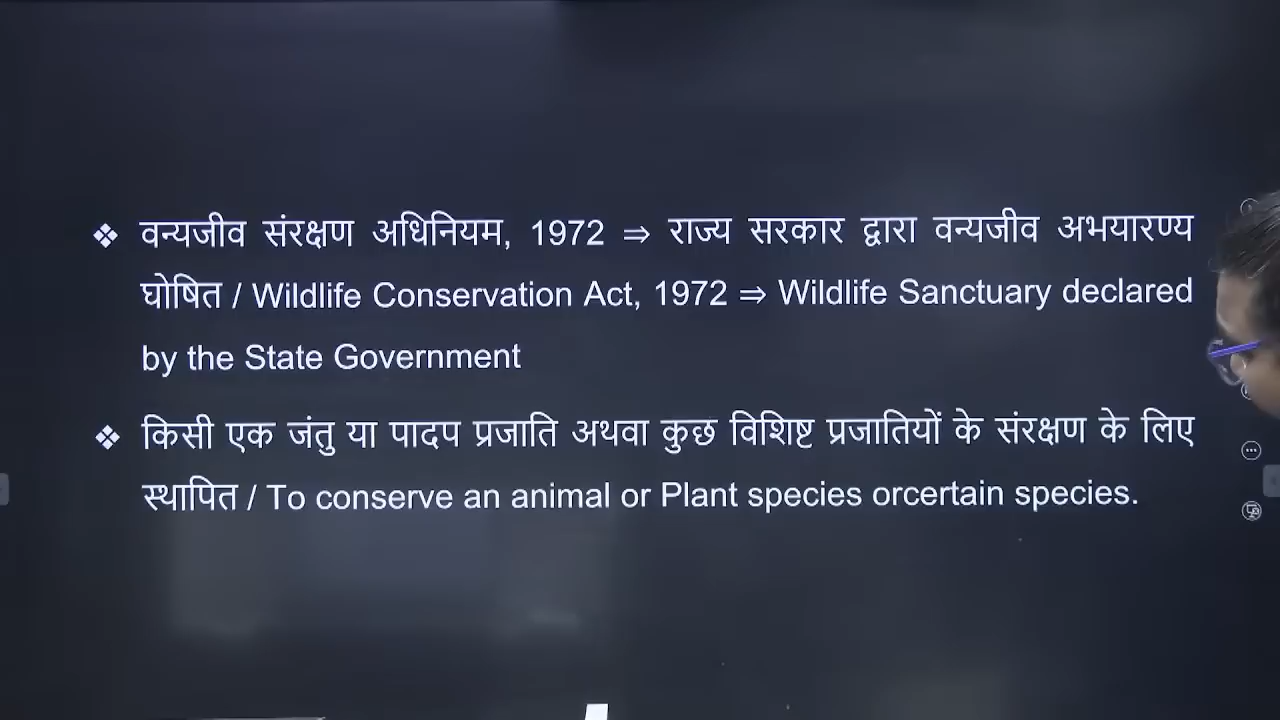 ❖ वन्यजीव संरक्षण अधिनियम, 1972 ⇒ राज्य सरकार द्वारा वन्यजीव अभयारण्य
घोषित / Wildlife Conservation Act, 1972 ⇒ Wildlife Sanctuary declared
by the State Government
❖ किसी एक जंतु या पादप प्रजाति अथवा कुछ विशिष्ट प्रजातियों के संरक्षण के लिए
स्थापित / To conserve an animal or Plant species orcertain species.